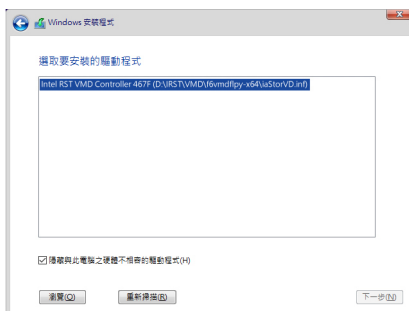 Windows 安裝程式
選取要安裝的驅動程式
Intel RST VMD Controller 467F (D:\IRST\VMD\f6vmdflpy-x64\iaStorVD.inf)
隱藏與此電腦之硬體不相容的驅動程式(H)
瀏覽(O)
重新掃描(R)
下一步(N)